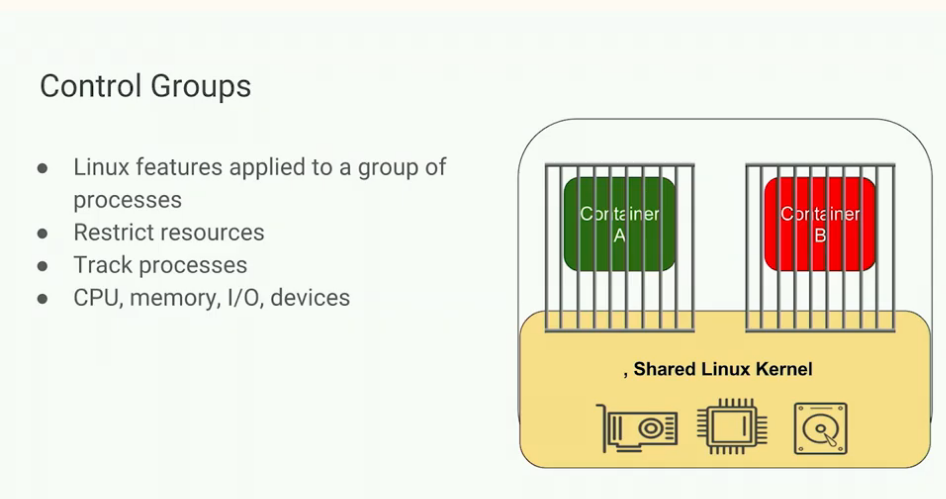 Control Groups
● Linux features applied to a group of
processes
● Restrict resources
● Track processes
● CPU, memory, I/O, devices
Container
A
Container
B
, Shared Linux Kernel